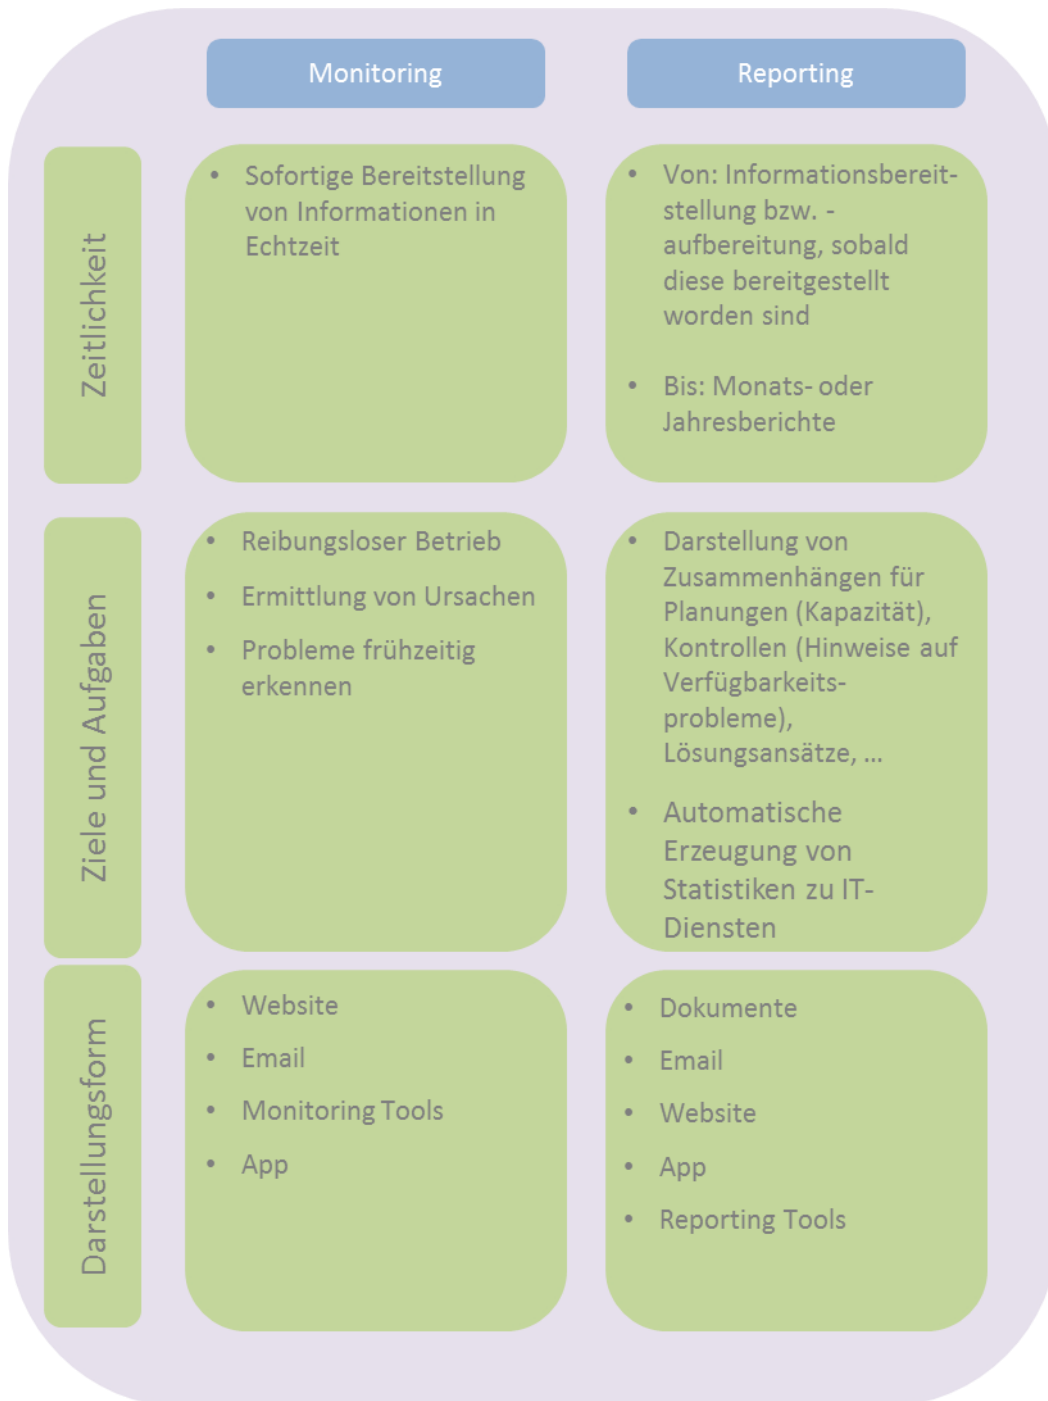 Monitoring
Reporting
Zeitlichkeit
• Sofortige Bereitstellung
von Informationen in
Echtzeit
• Von: Informationsbereit-
stellung bzw. -
aufbereitung, sobald
diese bereitgestellt
worden sind
• Bis: Monats- oder
Jahresberichte
Ziele und Aufgaben
• Reibungsloser Betrieb
• Ermittlung von Ursachen
• Probleme frühzeitig
erkennen
• Darstellung von
Zusammenhängen für
Planungen (Kapazität),
Kontrollen (Hinweise auf
Verfügbarkeits-
probleme),
Lösungsansätze, …
• Automatische
Erzeugung von
Statistiken zu IT-
Diensten
Darstellungsform
• Website
• Email
• Monitoring Tools
• App
• Dokumente
• Email
• Website
• App
• Reporting Tools